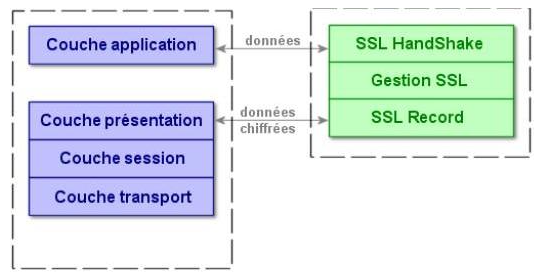 Couche application
données
SSL HandShake
Gestion SSL
Couche présentation
données
chiffrées
SSL Record
Couche session
Couche transport